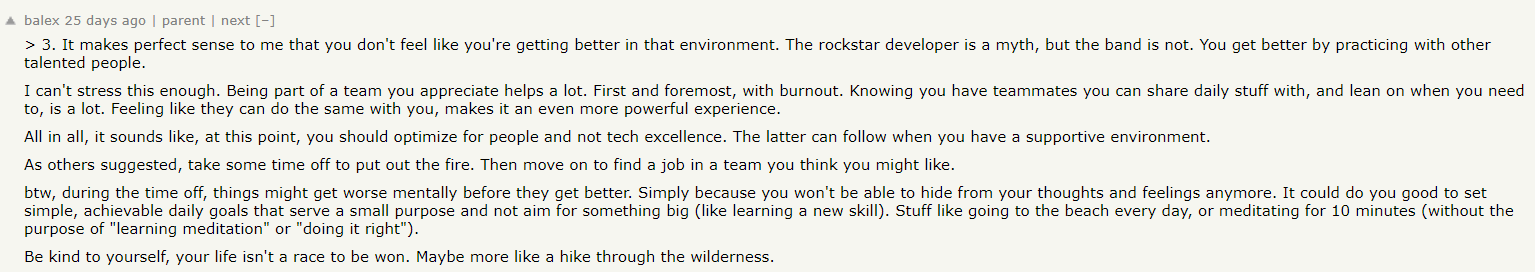 ▲ balex 25 days ago | parent | next [–]
> 3. It makes perfect sense to me that you don't feel like you're getting better in that environment. The rockstar developer is a myth, but the band is not. You get better by practicing with other
talented people.
I can't stress this enough. Being part of a team you appreciate helps a lot. First and foremost, with burnout. Knowing you have teammates you can share daily stuff with, and lean on when you need
to, is a lot. Feeling like they can do the same with you, makes it an even more powerful experience.
All in all, it sounds like, at this point, you should optimize for people and not tech excellence. The latter can follow when you have a supportive environment.
As others suggested, take some time off to put out the fire. Then move on to find a job in a team you think you might like.
btw, during the time off, things might get worse mentally before they get better. Simply because you won't be able to hide from your thoughts and feelings anymore. It could do you good to set
simple, achievable daily goals that serve a small purpose and not aim for something big (like learning a new skill). Stuff like going to the beach every day, or meditating for 10 minutes (without the
purpose of "learning meditation" or "doing it right").
Be kind to yourself, your life isn't a race to be won. Maybe more like a hike through the wilderness.